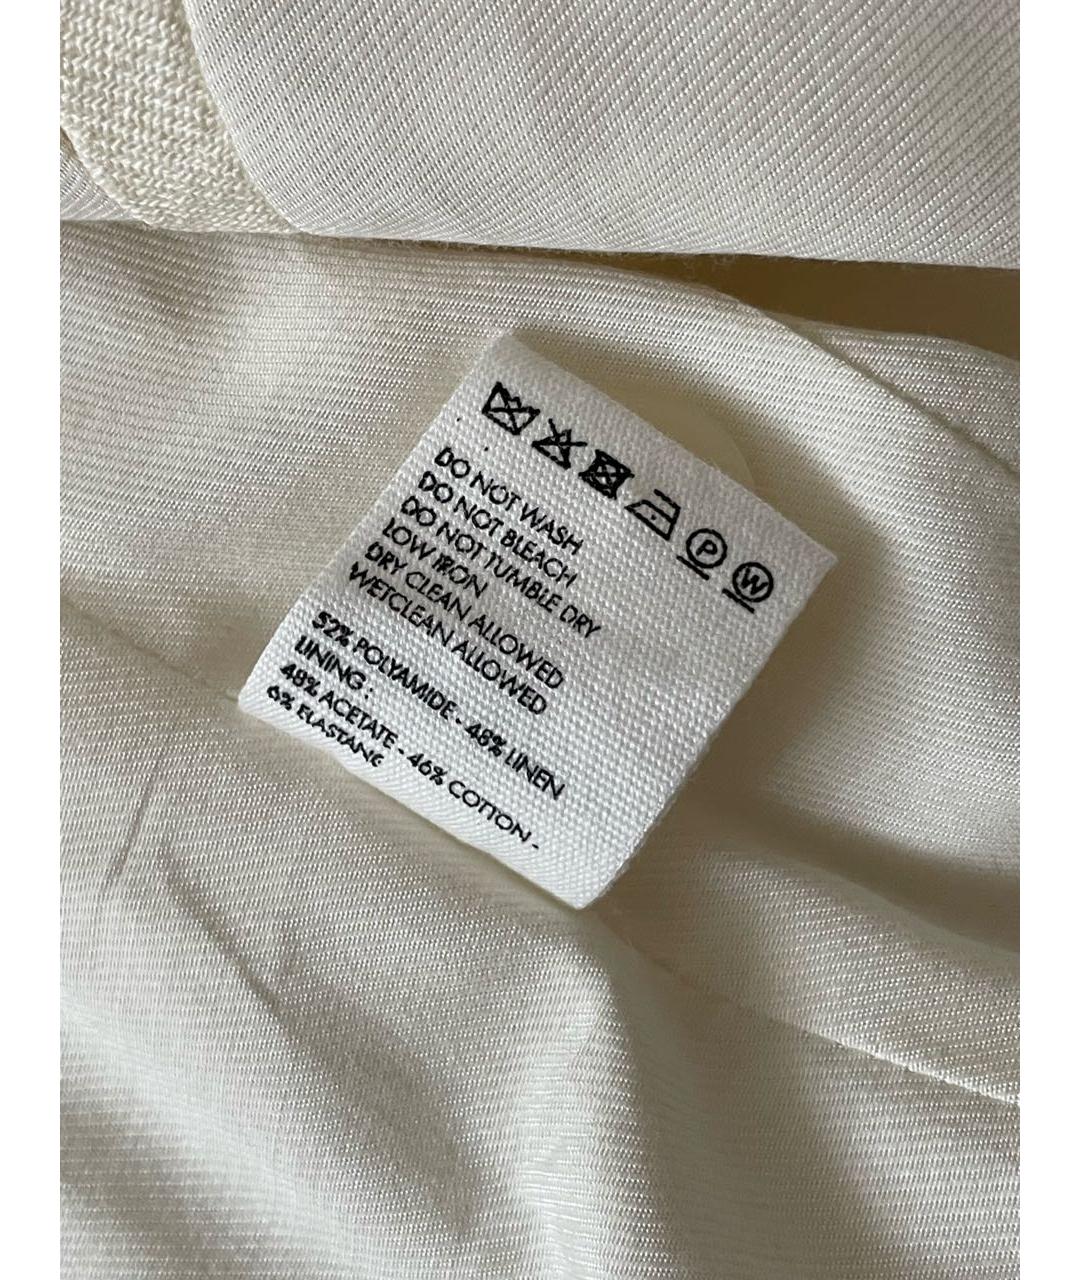 P W
DO NOT WASH
DO NOT BLEACH
DO NOT TUMBLE DRY
LOW IRON
DRY CLEAN ALLOWED
WETCLEAN ALLOWED
52% POLYAMIDE - 48% LINEN
LINING :
48% ACETATE - 46% COTTON -
6% ELASTANE